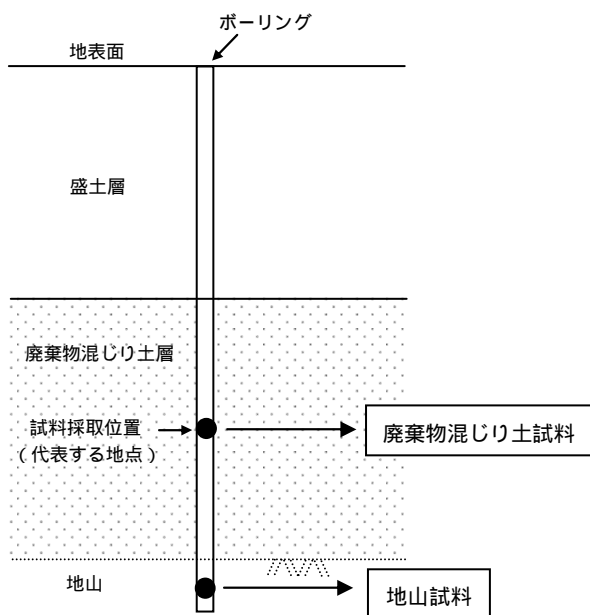 ボーリング
地表面
盛土層
廃棄物混じり土層
試料採取位置
（代表する地点）
廃棄物混じり土試料
地山
地山試料